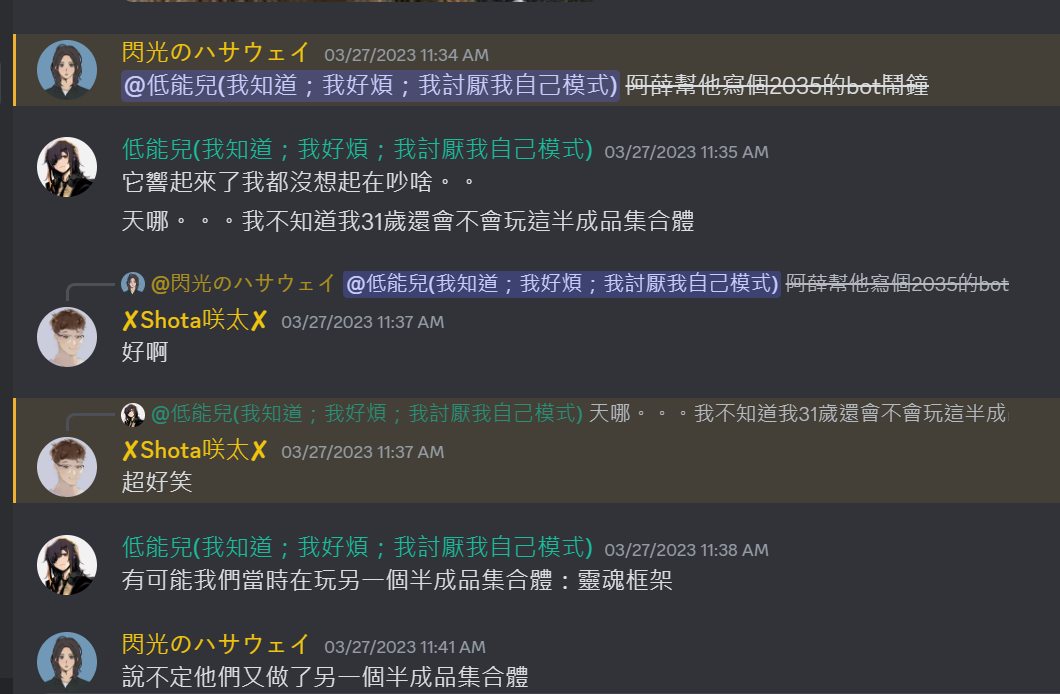 閃光のハサウェイ 03/27/2023 11:34 AM
@低能兒(我知道；我好煩；我討厭我自己模式) 阿薛幫他寫個2035的bot鬧鐘
低能兒(我知道；我好煩；我討厭我自己模式) 03/27/2023 11:35 AM
它響起來了我都沒想起在吵啥。。
天哪。。。我不知道我31歲還會不會玩這半成品集合體
@閃光のハサウェイ @低能兒(我知道；我好煩；我討厭我自己模式) 阿薛幫他寫個2035的bot
✗Shota咲太✗ 03/27/2023 11:37 AM
好啊
@低能兒(我知道；我好煩；我討厭我自己模式) 天哪。。。我不知道我31歲還會不會玩這半成
✗Shota咲太✗ 03/27/2023 11:37 AM
超好笑
低能兒(我知道；我好煩；我討厭我自己模式) 03/27/2023 11:38 AM
有可能我們當時在玩另一個半成品集合體：靈魂框架
閃光のハサウェイ 03/27/2023 11:41 AM
說不定他們又做了另一個半成品集合體